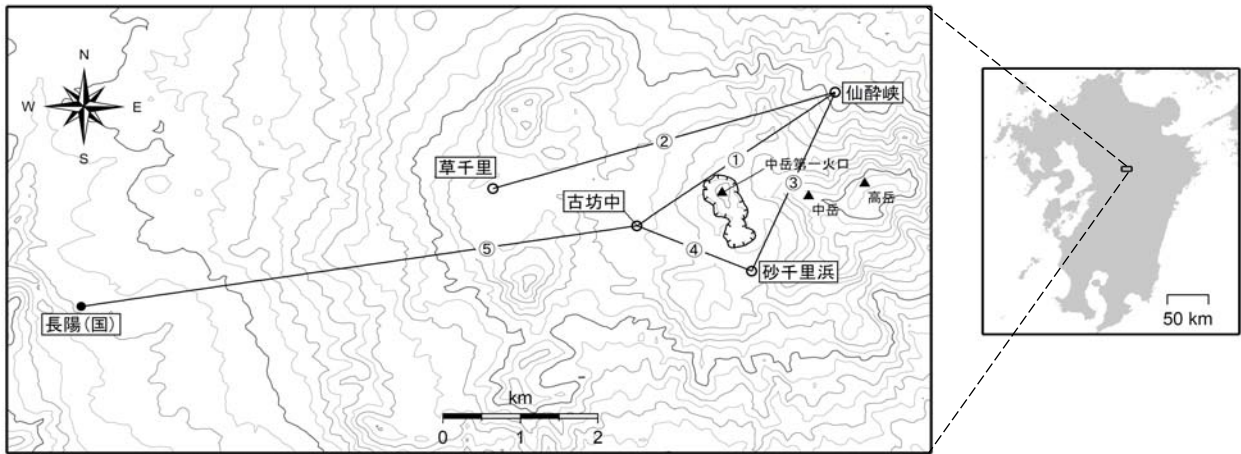 N
W
E
S
仙酔峡
②
草千里
①
中岳第一火口
③
高岳
中岳
古坊中
④
⑤
砂千里浜
長陽(国)
km
0
1
2
50 km